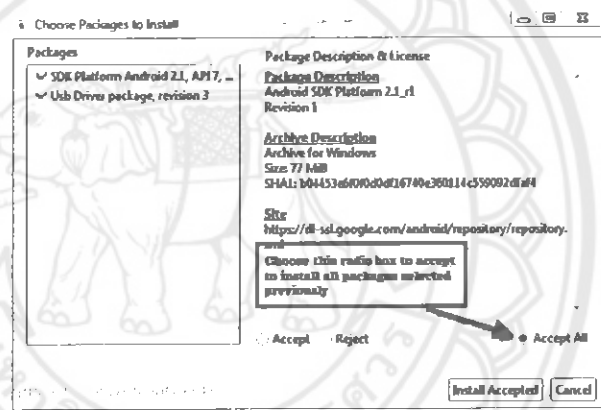 Choose Packages to Install
Packages
SDK Platform Android 2.1, API 7, ...
Usb Driver package, revision 3
Package Description & License
Package Description
Android SDK Platform 2.1_r1
Revision 1
Archive Description
Archive for Windows
Size: 77 MiB
SHA1:
Site
https://dl-ssl.google.com/android/repository/repository.
Choose this radio box to accept
to install all packages selected
previously
Accept Reject Accept All
Install Accepted Cancel